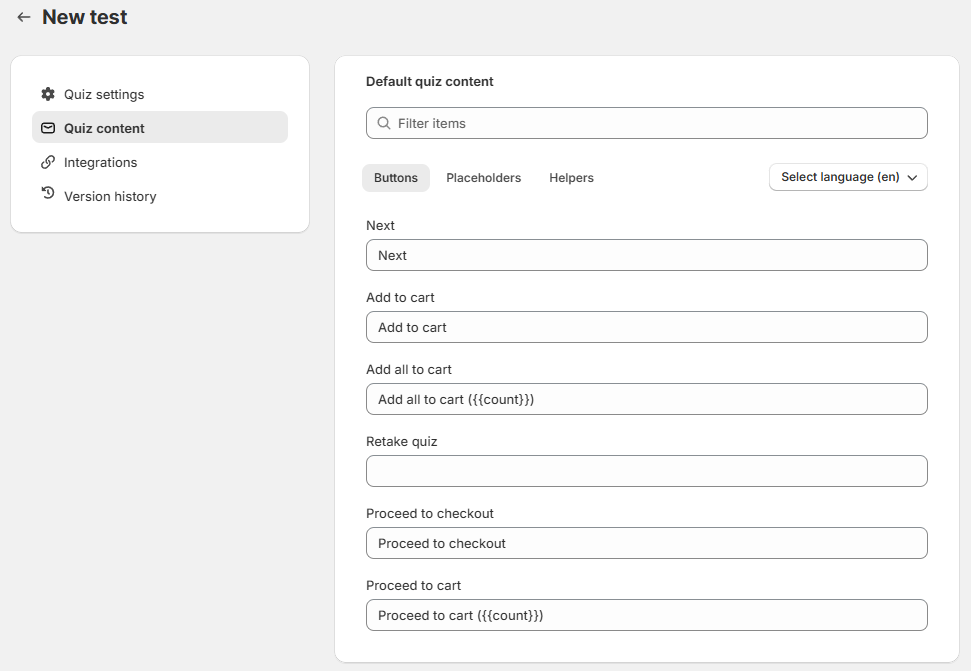 New test
Quiz settings
Quiz content
Integrations
Version history
Default quiz content
Filter items
Buttons Placeholders Helpers Select language (en)
Next
Next
Add to cart
Add to cart
Add all to cart
Add all to cart ({{count}})
Retake quiz
Proceed to checkout
Proceed to checkout
Proceed to cart
Proceed to cart ({{count}})